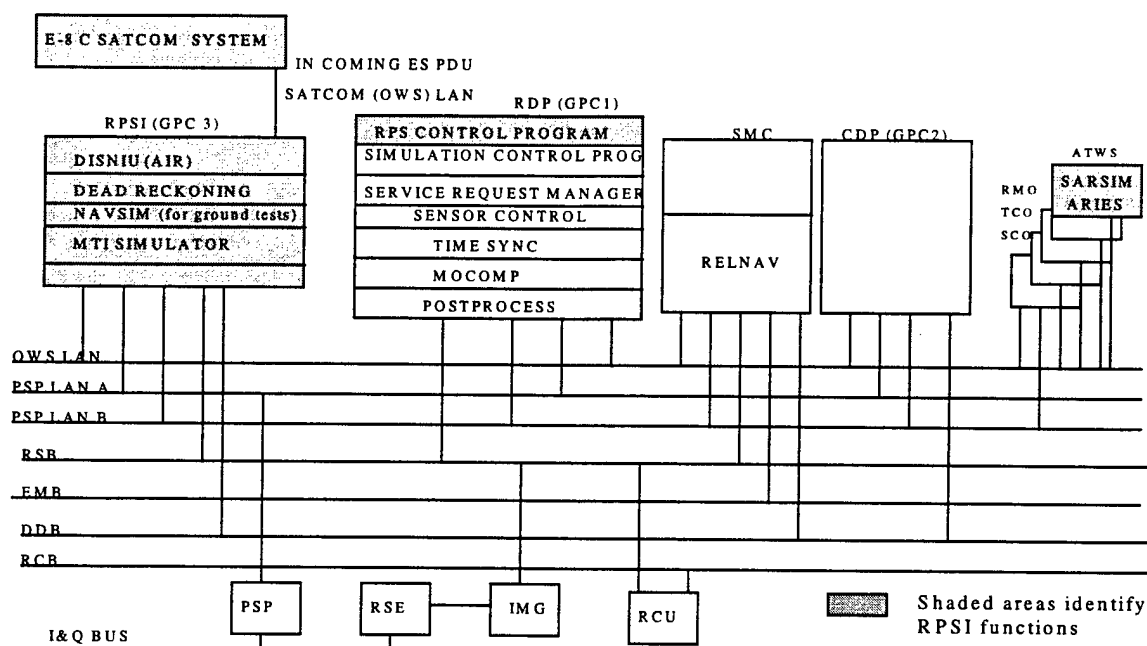 E-8 C SATCOM SYSTEM
IN COMING ES PDU
SATCOM (OWS) LAN
RPSI (GPC 3)
DISNIU (AIR)
DEAD RECKONING
NAVSIM (for ground tests)
MTI SIMULATOR
RDP (GPC1)
RPS CONTROL PROGRAM
SIMULATION CONTROL PROG
SERVICE REQUEST MANAGER
SENSOR CONTROL
TIME SYNC
MOCOMP
POSTPROCESS
SMC
RELNAV
CDP (GPC2)
ATWS
SARSIM
ARIES
RMO
TCO
SCO
OWS LAN
PSP LAN A
PSP LAN B
RSB
EMB
DDB
RCB
PSP
RSE
IMG
RCU
I&Q BUS
Shaded areas identify
RPSI functions